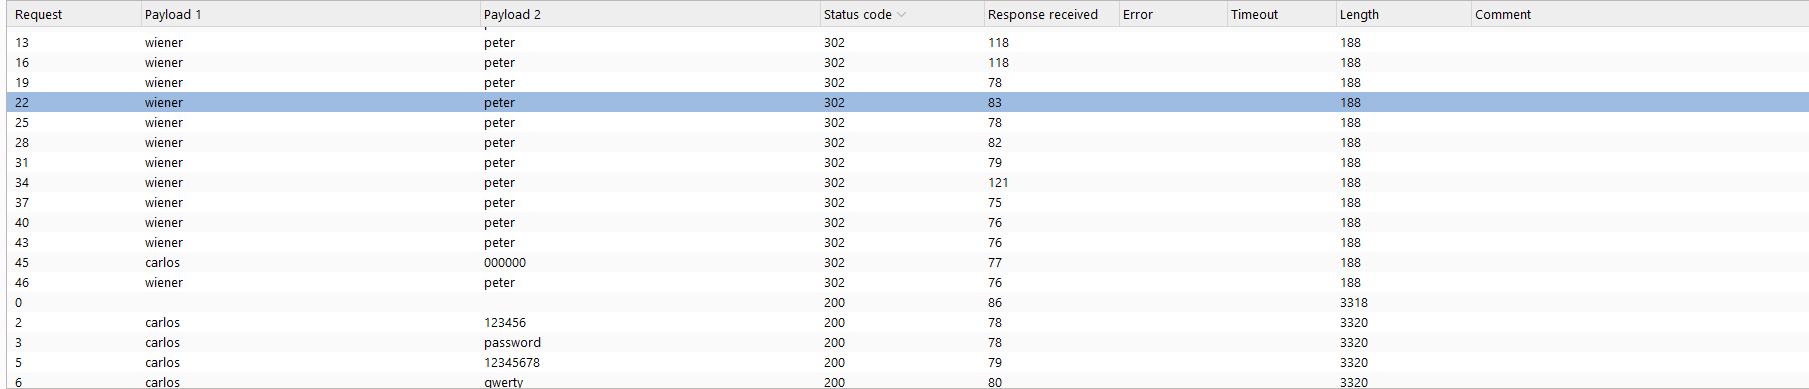 Request Payload 1 Payload 2 Status code Response received Error Timeout Length Comment
13 wiener peter 302 118 188
16 wiener peter 302 118 188
19 wiener peter 302 78 188
22 wiener peter 302 83 188
25 wiener peter 302 78 188
28 wiener peter 302 82 188
31 wiener peter 302 79 188
34 wiener peter 302 121 188
37 wiener peter 302 75 188
40 wiener peter 302 76 188
43 wiener peter 302 76 188
45 carlos 000000 302 77 188
46 wiener peter 302 76 188
0 200 86 3318
2 carlos 123456 200 78 3320
3 carlos password 200 78 3320
5 carlos 12345678 200 79 3320
6 carlos qwerty 200 80 3320